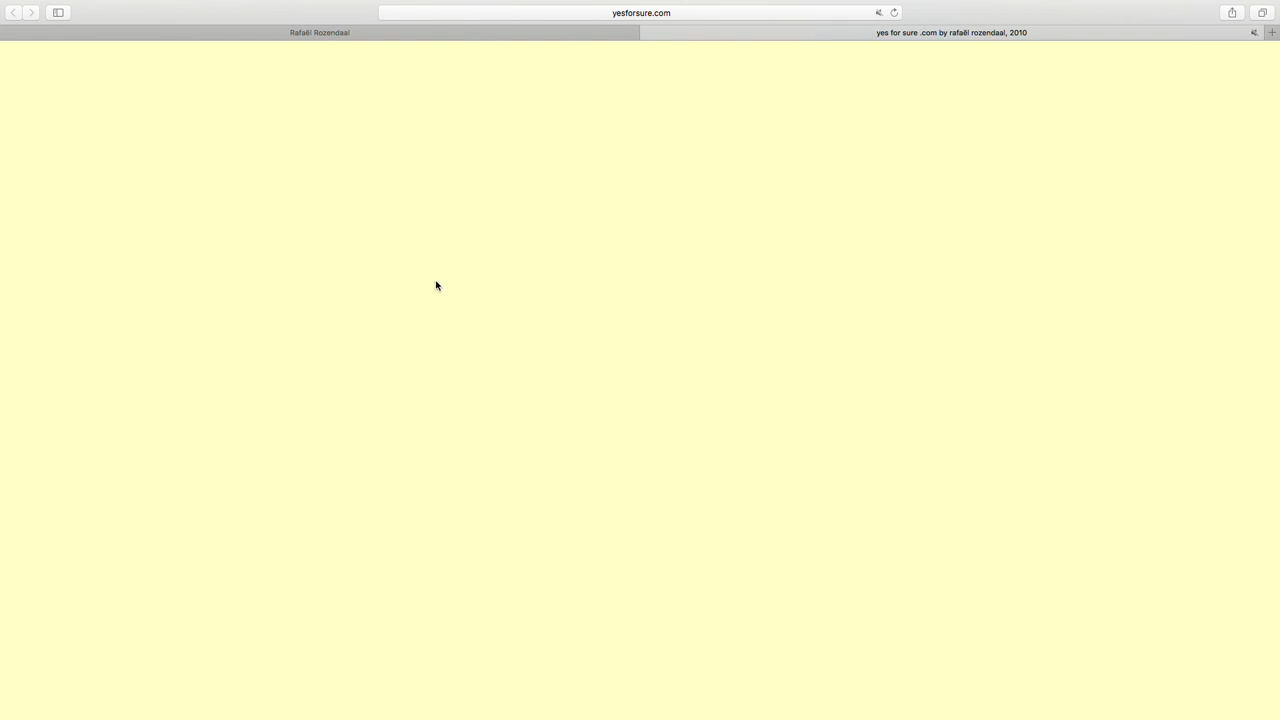 yesforsure.com
Rafaël Rozendaal
yes for sure .com by rafaël rozendaal, 2010